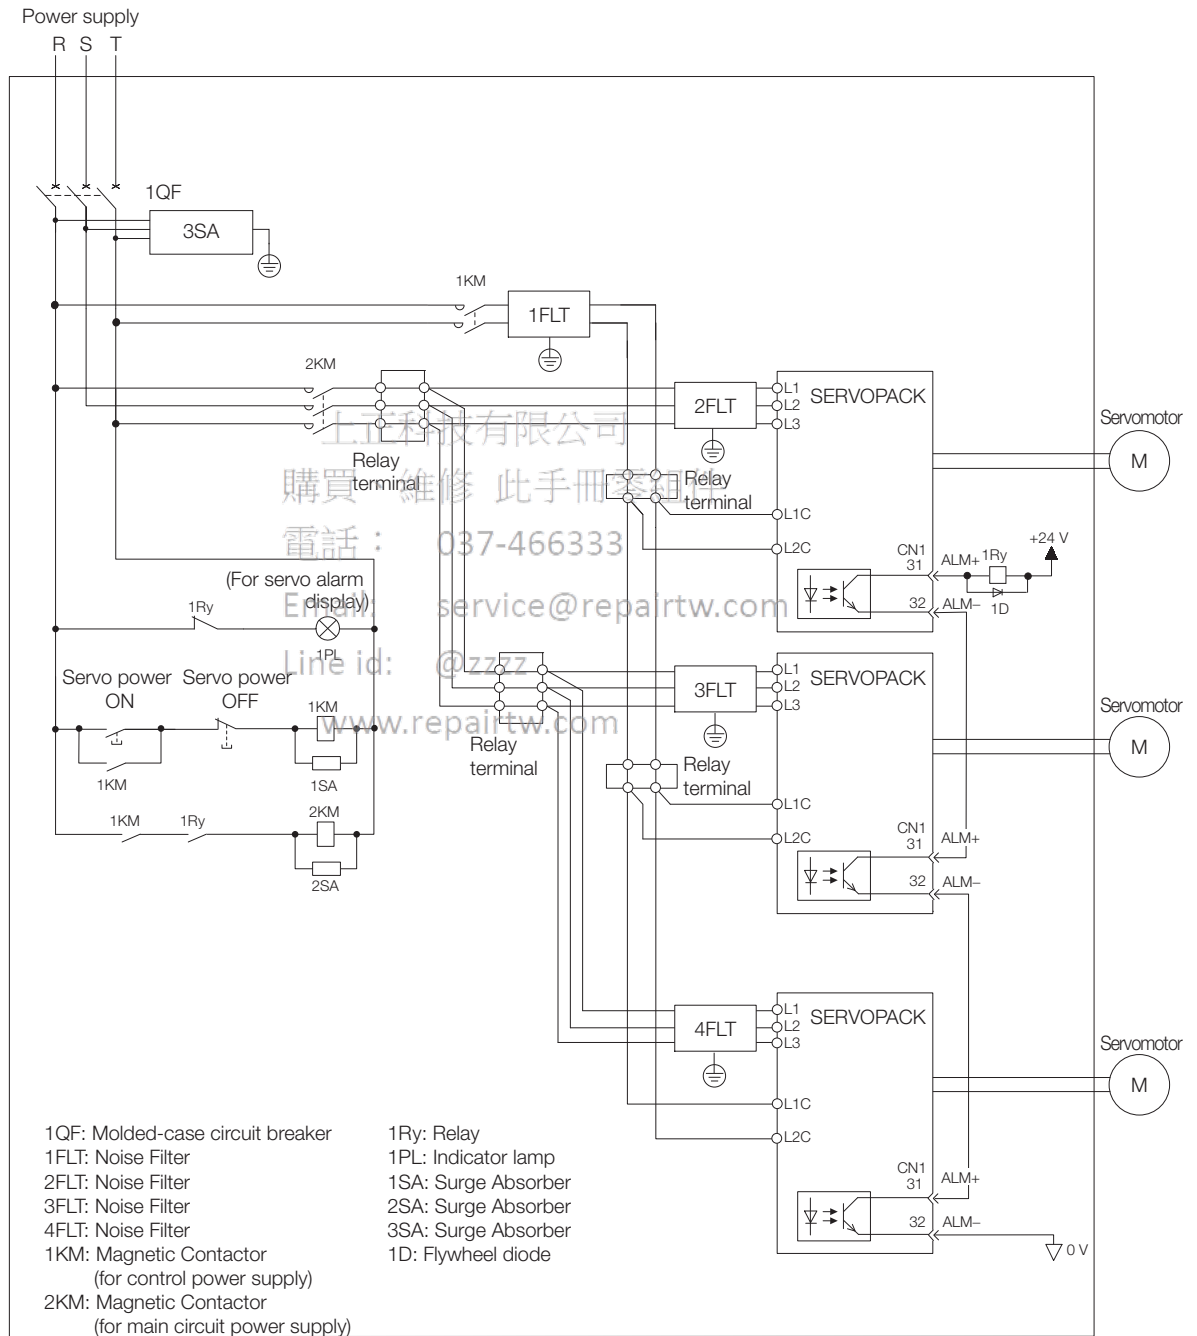 Power supply
R S T
1QF
3SA
1KM
1FLT
2KM
L1
L2
L3
SERVOPACK
2FLT
Servomotor
M
上正科技有限公司
Relay
terminal
Relay
terminal
購買、維修 此手冊零組件
L1C
電話： 037-466333
L2C
CN1
31
ALM+
1Ry
+24 V
(For servo alarm
display)
1Ry
32
ALM−
1D
Email: service@repairtw.com
1PL
Line id: @zzzz
L1
L2
L3
SERVOPACK
3FLT
Servo power
ON
Servo power
OFF
1KM
Servomotor
M
www.repairtw.com
Relay
terminal
Relay
terminal
1KM
1SA
L1C
1KM
1Ry
2KM
L2C
CN1
31
ALM+
2SA
32
ALM−
L1
L2
L3
SERVOPACK
4FLT
Servomotor
M
L1C
L2C
CN1
31
ALM+
32
ALM−
0 V
1QF: Molded-case circuit breaker
1FLT: Noise Filter
2FLT: Noise Filter
3FLT: Noise Filter
4FLT: Noise Filter
1KM: Magnetic Contactor
(for control power supply)
2KM: Magnetic Contactor
(for main circuit power supply)
1Ry: Relay
1PL: Indicator lamp
1SA: Surge Absorber
2SA: Surge Absorber
3SA: Surge Absorber
1D: Flywheel diode